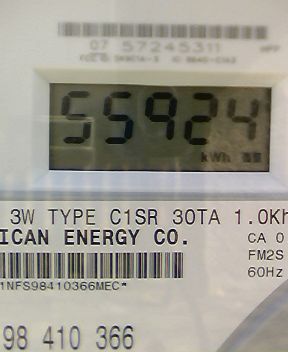 07 57245311
55924
kWh
3W TYPE C1SR 30TA 1.0Kh
ICAN ENERGY CO.
CA 0
FM2S
60Hz
1NFS98410366MEC*
98 410 366